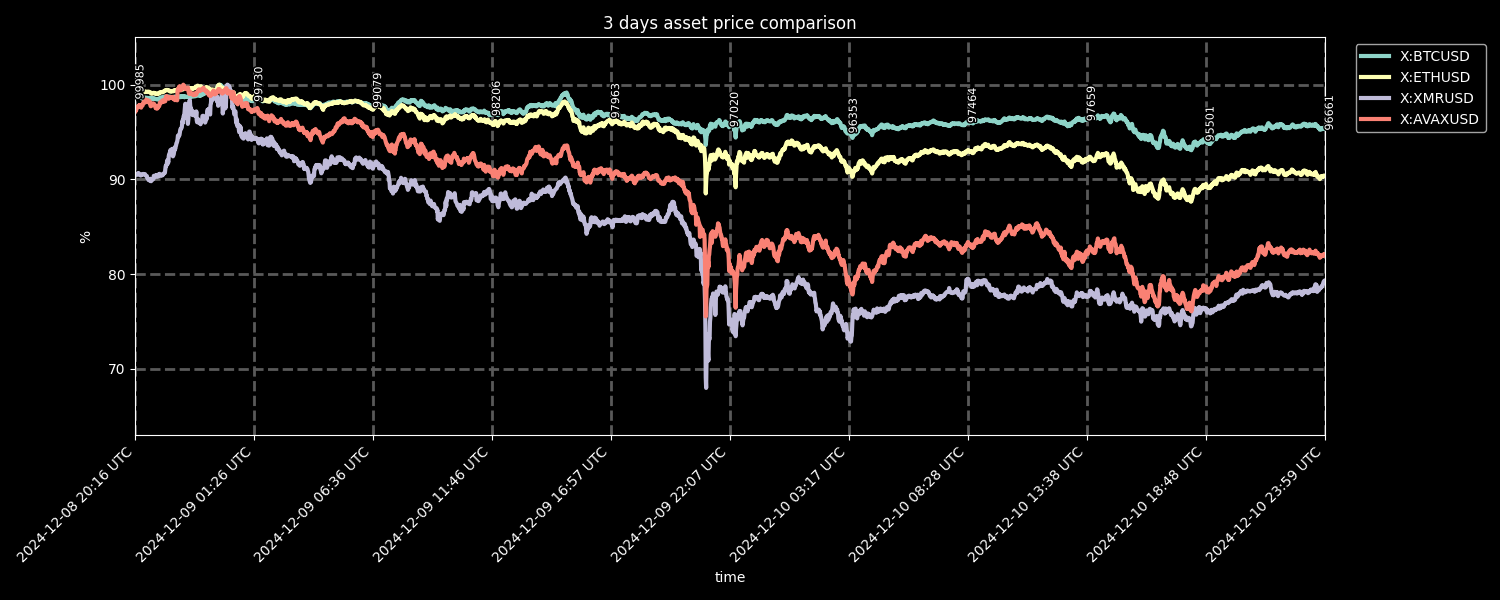 3 days asset price comparison
X:BTCUSD
X:ETHUSD
X:XMRUSD
X:AVAXUSD
100
90
80
70
%
99985
99730
99079
98206
97963
97020
96353
97464
97659
95501
96661
2024-12-08 20:16 UTC
2024-12-09 01:26 UTC
2024-12-09 06:36 UTC
2024-12-09 11:46 UTC
2024-12-09 16:57 UTC
2024-12-09 22:07 UTC
2024-12-10 03:17 UTC
2024-12-10 08:28 UTC
2024-12-10 13:38 UTC
2024-12-10 18:48 UTC
2024-12-10 23:59 UTC
time